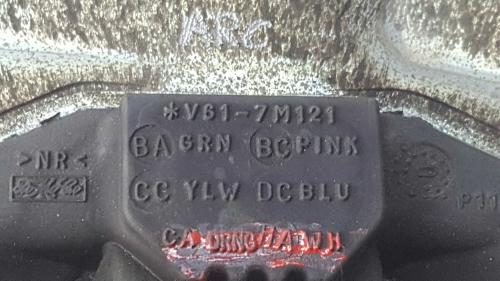 ARC
*V61-7M121
BA GRN BC PINK
>NR<
CC YLW DC BLU
P11
CA ORNG